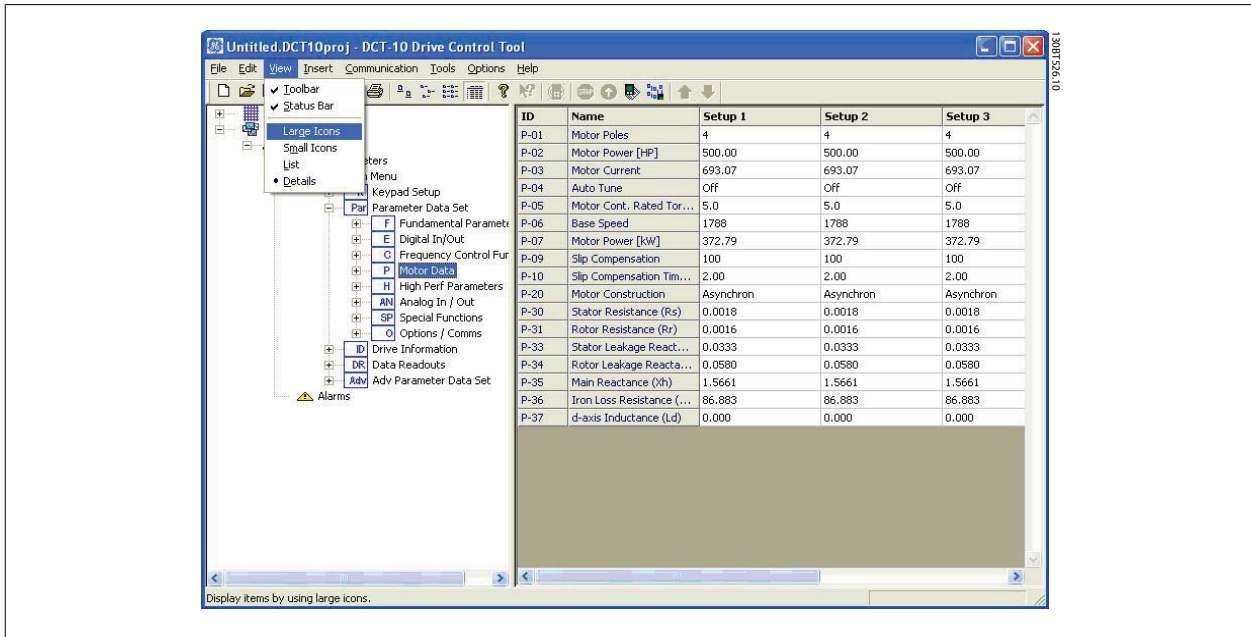 Untitled.DCT10proj - DCT-10 Drive Control Tool
File Edit View Insert Communication Tools Options Help
Toolbar
Status Bar
Large Icons
Small Icons
List
Details
Menu
Keypad Setup
Par Parameter Data Set
F Fundamental Paramete
E Digital In/Out
C Frequency Control Fur
P Motor Data
H High Perf Parameters
AN Analog In / Out
SP Special Functions
O Options / Comms
ID Drive Information
DR Data Readouts
Adv Adv Parameter Data Set
Alarms
ID Name Setup 1 Setup 2 Setup 3
P-01 Motor Poles 4 4 4
P-02 Motor Power [HP] 500.00 500.00 500.00
P-03 Motor Current 693.07 693.07 693.07
P-04 Auto Tune Off Off Off
P-05 Motor Cont. Rated Tor... 5.0 5.0 5.0
P-06 Base Speed 1788 1788 1788
P-07 Motor Power [kW] 372.79 372.79 372.79
P-09 Slip Compensation 100 100 100
P-10 Slip Compensation Tim... 2.00 2.00 2.00
P-20 Motor Construction Asynchron Asynchron Asynchron
P-30 Stator Resistance (Rs) 0.0018 0.0018 0.0018
P-31 Rotor Resistance (Rr) 0.0016 0.0016 0.0016
P-33 Stator Leakage React... 0.0333 0.0333 0.0333
P-34 Rotor Leakage Reacta... 0.0580 0.0580 0.0580
P-35 Main Reactance (Xh) 1.5661 1.5661 1.5661
P-36 Iron Loss Resistance (... 86.883 86.883 86.883
P-37 d-axis Inductance (Ld) 0.000 0.000 0.000
Display items by using large icons.
130BT526.10